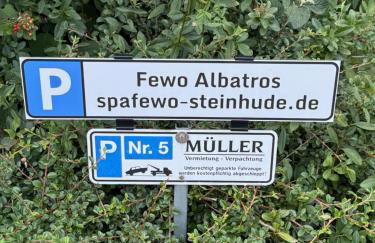 P Fewo Albatros
spafewo-steinhude.de
P Nr. 5 MÜLLER
Vermietung - Verpachtung
Unberechtigt geparkte Fahrzeuge
werden kostenpflichtig abgeschleppt!